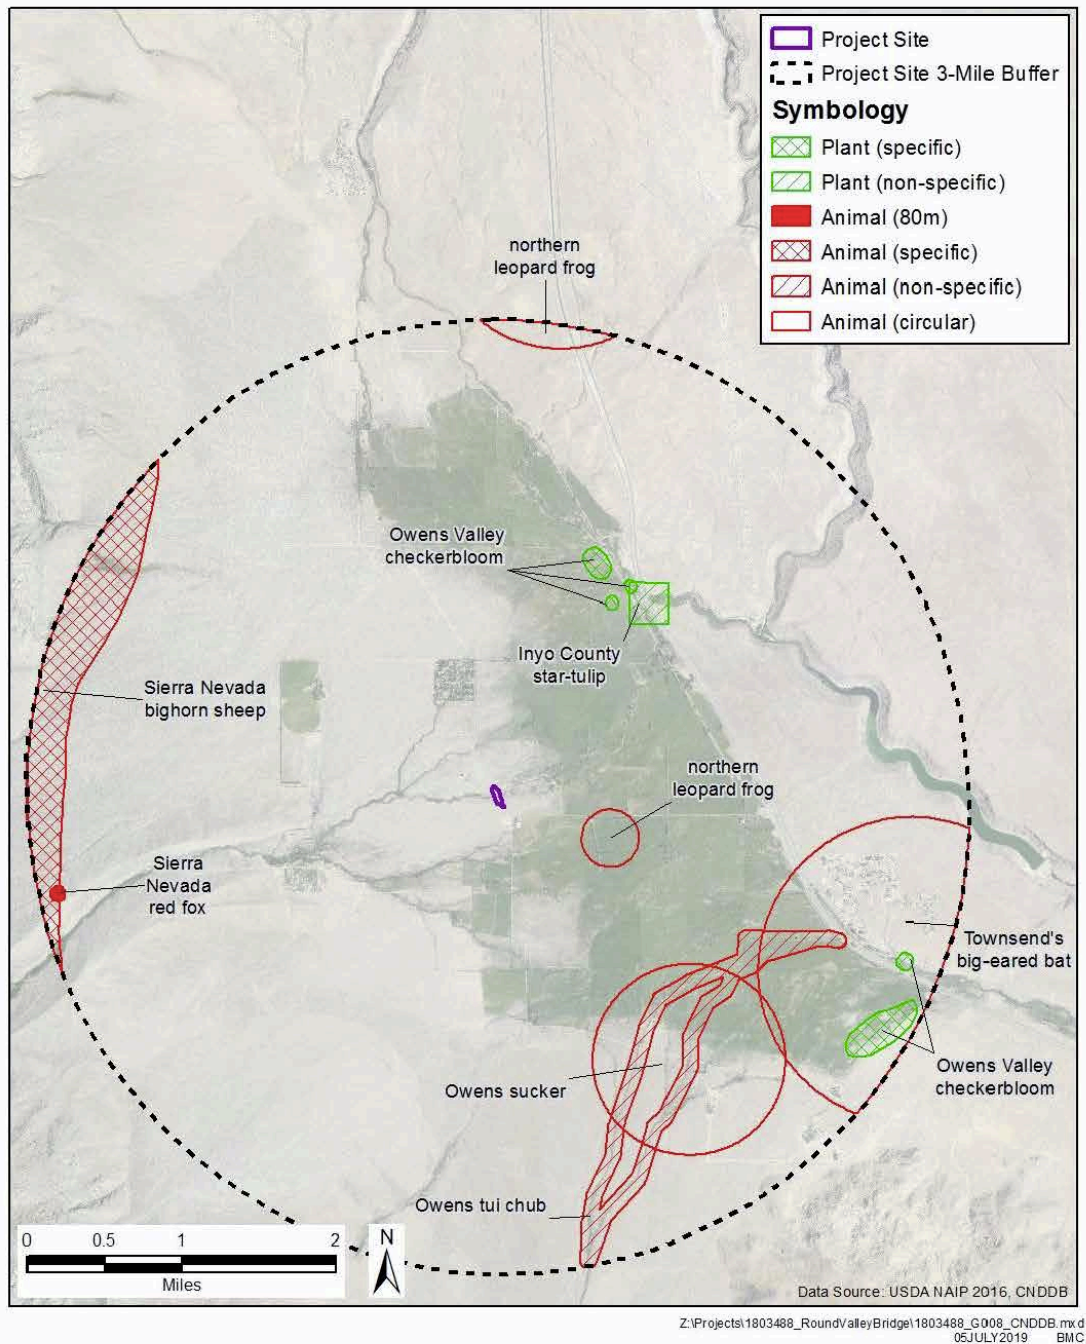 Project Site
Project Site 3-Mile Buffer
Symbology
Plant (specific)
Plant (non-specific)
Animal (80m)
Animal (specific)
Animal (non-specific)
Animal (circular)
northern
leopard frog
Owens Valley
checkerbloom
Inyo County
star-tulip
Sierra Nevada
bighorn sheep
northern
leopard frog
Sierra
Nevada
red fox
Townsend's
big-eared bat
Owens Valley
checkerbloom
Owens sucker
Owens tui chub
0 0.5 1 2
Miles
N
Data Source: USDA NAIP 2016, CNDDB
Z:\Projects\1803488_RoundValleyBridge\1803488_G008_CNDDB.mxd
05JULY2019 BMC